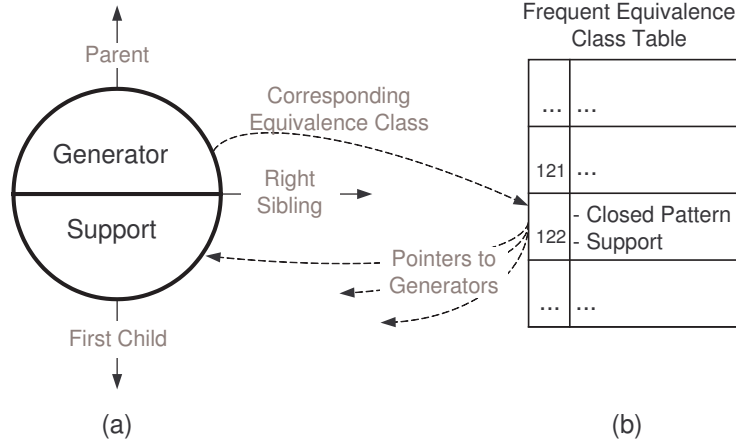 Parent
Generator
Support
First Child
Corresponding
Equivalence Class
Right
Sibling
Pointers to
Generators
(a)
Frequent Equivalence
Class Table
... ...
121 ...
122 - Closed Pattern
- Support
... ...
(b)